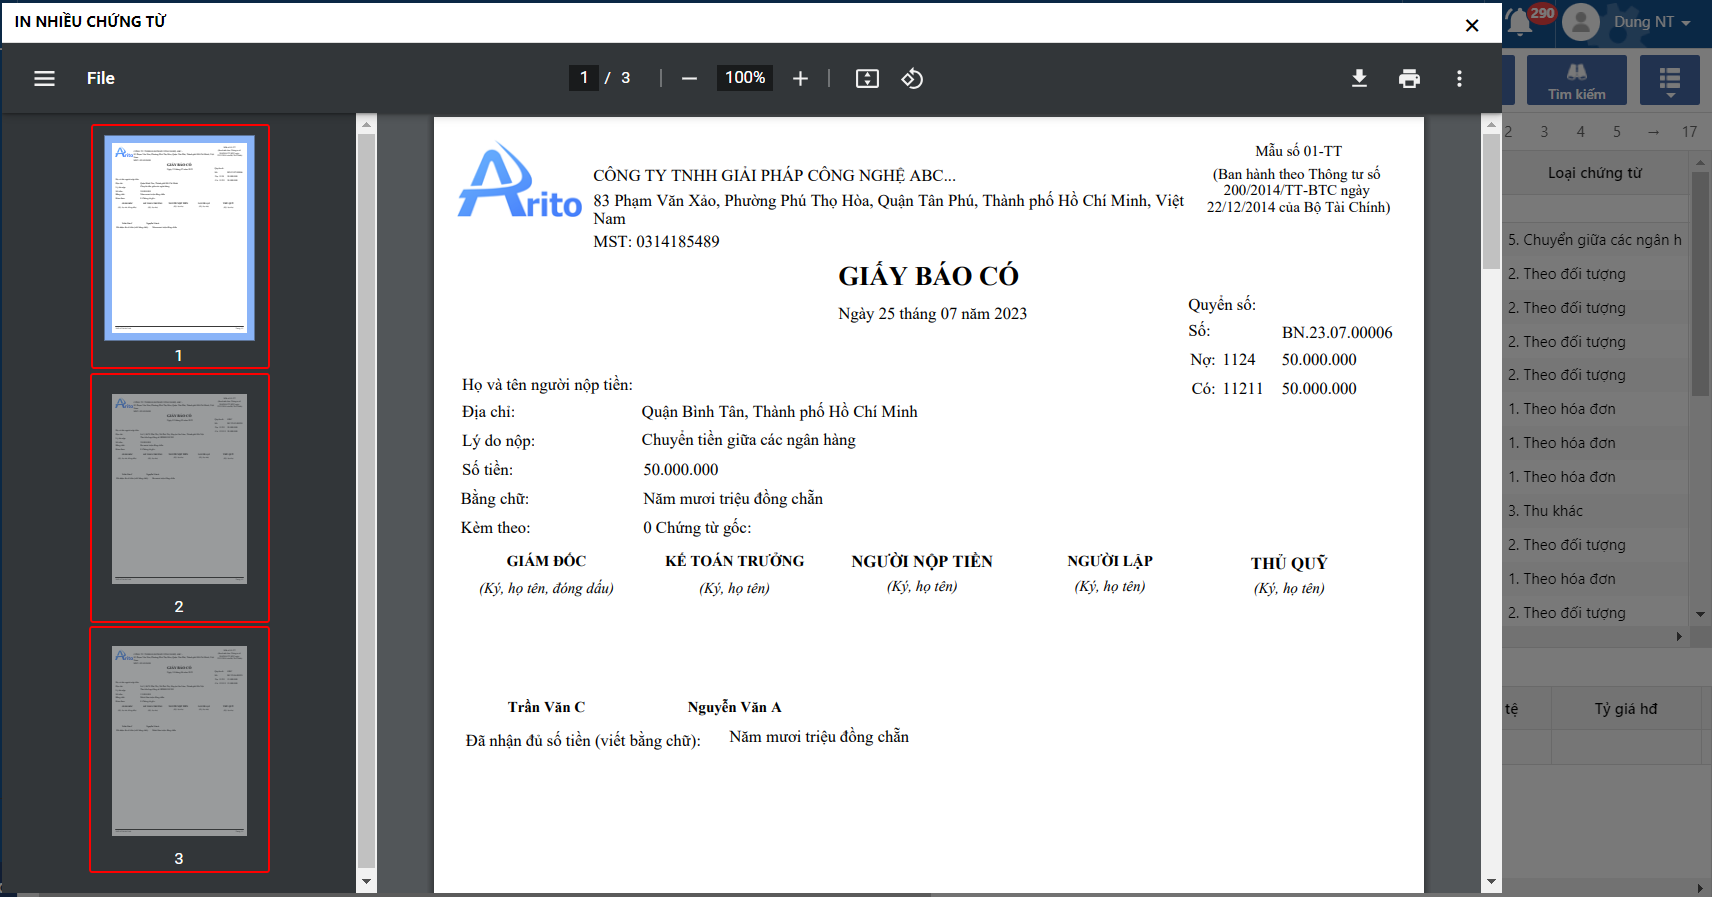 IN NHIỀU CHỨNG TỪ
290
Dung NT
File
1 / 3
100%
Tìm kiếm
2 3 4 5 → 17
Loại chứng từ
5. Chuyển giữa các ngân h
2. Theo đối tượng
2. Theo đối tượng
2. Theo đối tượng
2. Theo đối tượng
1. Theo hóa đơn
1. Theo hóa đơn
1. Theo hóa đơn
3. Thu khác
2. Theo đối tượng
1. Theo hóa đơn
2. Theo đối tượng
tệ
Tỷ giá hđ
1
2
3
Arito
CÔNG TY TNHH GIẢI PHÁP CÔNG NGHỆ ABC...
83 Phạm Văn Xảo, Phường Phú Thọ Hòa, Quận Tân Phú, Thành phố Hồ Chí Minh, Việt
Nam
MST: 0314185489
Mẫu số 01-TT
(Ban hành theo Thông tư số
200/2014/TT-BTC ngày
22/12/2014 của Bộ Tài Chính)
GIẤY BÁO CÓ
Ngày 25 tháng 07 năm 2023
Quyển số:
Số: BN.23.07.00006
Nợ: 1124 50.000.000
Có: 11211 50.000.000
Họ và tên người nộp tiền:
Địa chỉ: Quận Bình Tân, Thành phố Hồ Chí Minh
Lý do nộp: Chuyển tiền giữa các ngân hàng
Số tiền: 50.000.000
Bằng chữ: Năm mươi triệu đồng chẵn
Kèm theo: 0 Chứng từ gốc:
GIÁM ĐỐC KẾ TOÁN TRƯỞNG NGƯỜI NỘP TIỀN NGƯỜI LẬP THỦ QUỸ
(Ký, họ tên, đóng dấu) (Ký, họ tên) (Ký, họ tên) (Ký, họ tên) (Ký, họ tên)
Trần Văn C Nguyễn Văn A
Đã nhận đủ số tiền (viết bằng chữ): Năm mươi triệu đồng chẵn